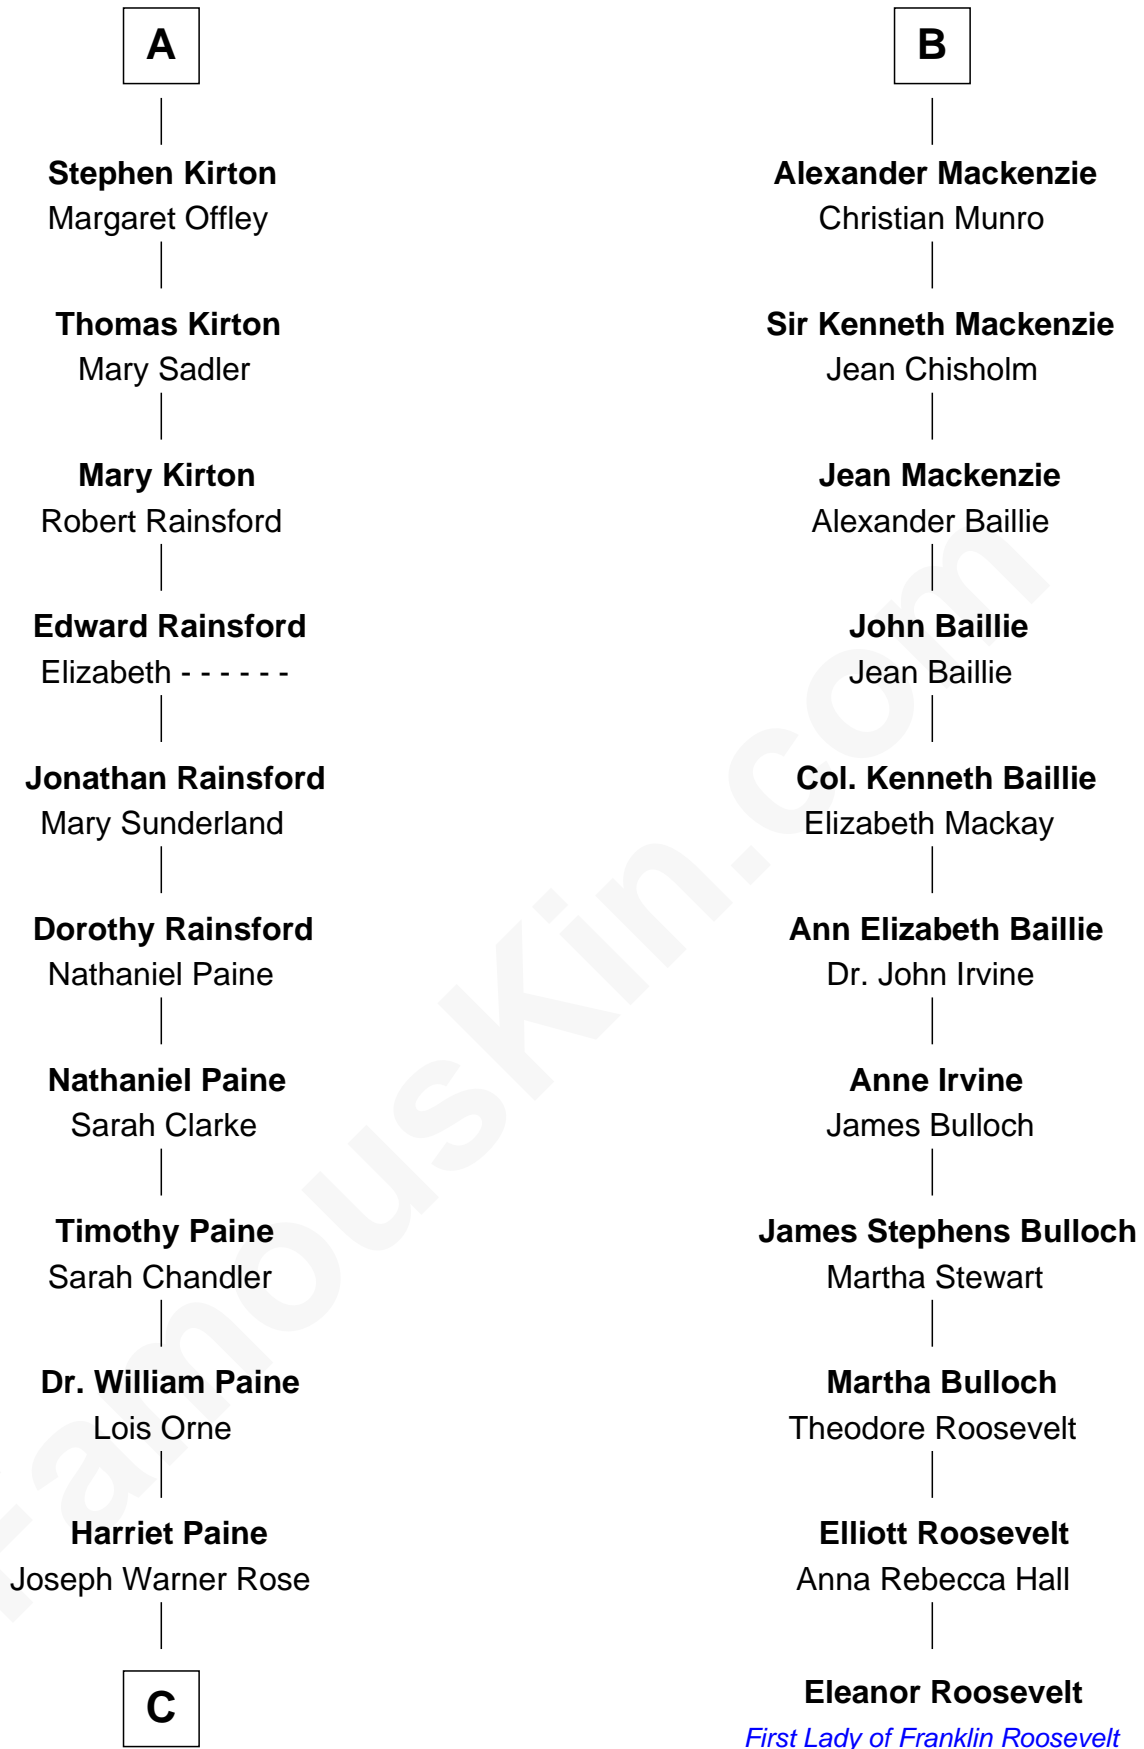 A
Stephen Kirton
Margaret Offley
Thomas Kirton
Mary Sadler
Mary Kirton
Robert Rainsford
Edward Rainsford
Elizabeth - - - - - -
Jonathan Rainsford
Mary Sunderland
Dorothy Rainsford
Nathaniel Paine
Nathaniel Paine
Sarah Clarke
Timothy Paine
Sarah Chandler
Dr. William Paine
Lois Orne
Harriet Paine
Joseph Warner Rose
C
B
Alexander Mackenzie
Christian Munro
Sir Kenneth Mackenzie
Jean Chisholm
Jean Mackenzie
Alexander Baillie
John Baillie
Jean Baillie
Col. Kenneth Baillie
Elizabeth Mackay
Ann Elizabeth Baillie
Dr. John Irvine
Anne Irvine
James Bulloch
James Stephens Bulloch
Martha Stewart
Martha Bulloch
Theodore Roosevelt
Elliott Roosevelt
Anna Rebecca Hall
Eleanor Roosevelt
First Lady of Franklin Roosevelt
FamousKin.com